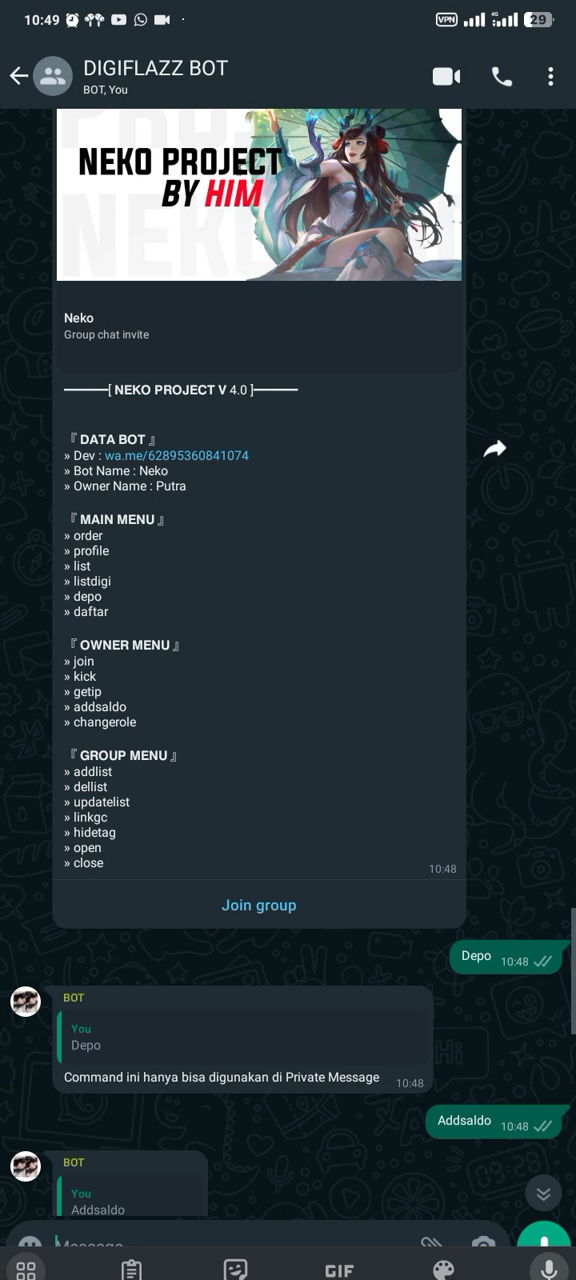 10:49
VPN
4G
29
DIGIFLAZZ BOT
BOT, You
NEKO PROJECT
BY HIM
Neko
Group chat invite
━━━━[ NEKO PROJECT V 4.0 ]━━━━
『 DATA BOT 』
» Dev : wa.me/62895360841074
» Bot Name : Neko
» Owner Name : Putra
『 MAIN MENU 』
» order
» profile
» list
» listdigi
» depo
» daftar
『 OWNER MENU 』
» join
» kick
» getip
» addsaldo
» changerole
『 GROUP MENU 』
» addlist
» dellist
» updatelist
» linkgc
» hidetag
» open
» close
10:48
Join group
Depo 10:48
BOT
You
Depo
Command ini hanya bisa digunakan di Private Message 10:48
Addsaldo 10:48
BOT
You
Addsaldo
Message
GIF